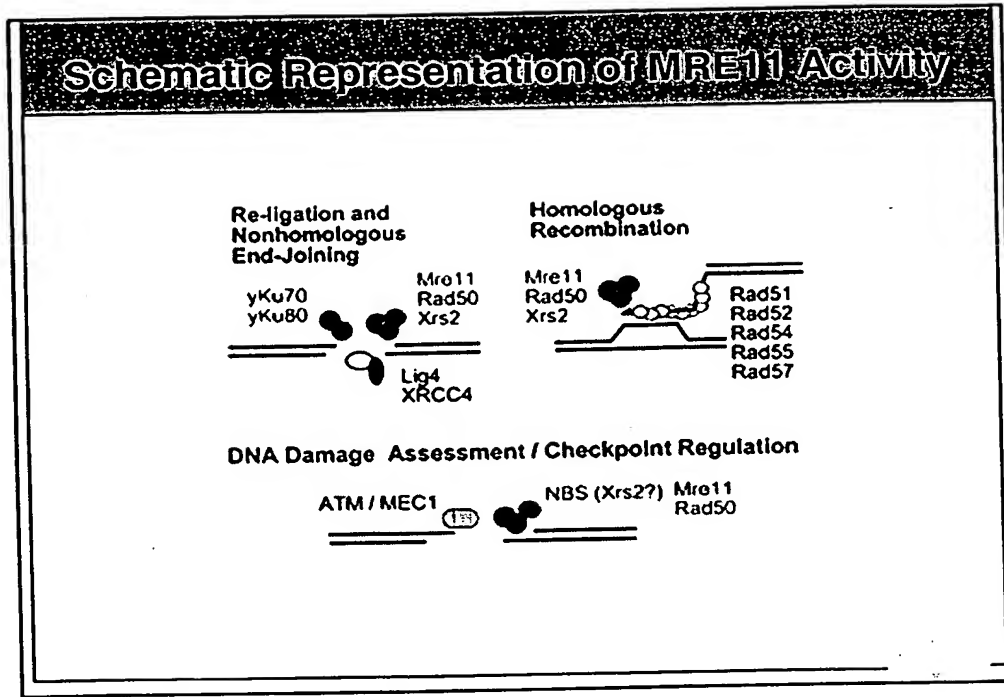 Schematic Representation of MRE11 Activity
Re-ligation and
Nonhomologous
End-Joining
yKu70
yKu80
Mre11
Rad50
Xrs2
Lig4
XRCC4
Homologous
Recombination
Mre11
Rad50
Xrs2
Rad51
Rad52
Rad54
Rad55
Rad57
DNA Damage Assessment / Checkpoint Regulation
ATM / MEC1
NBS (Xrs2?)
Mre11
Rad50